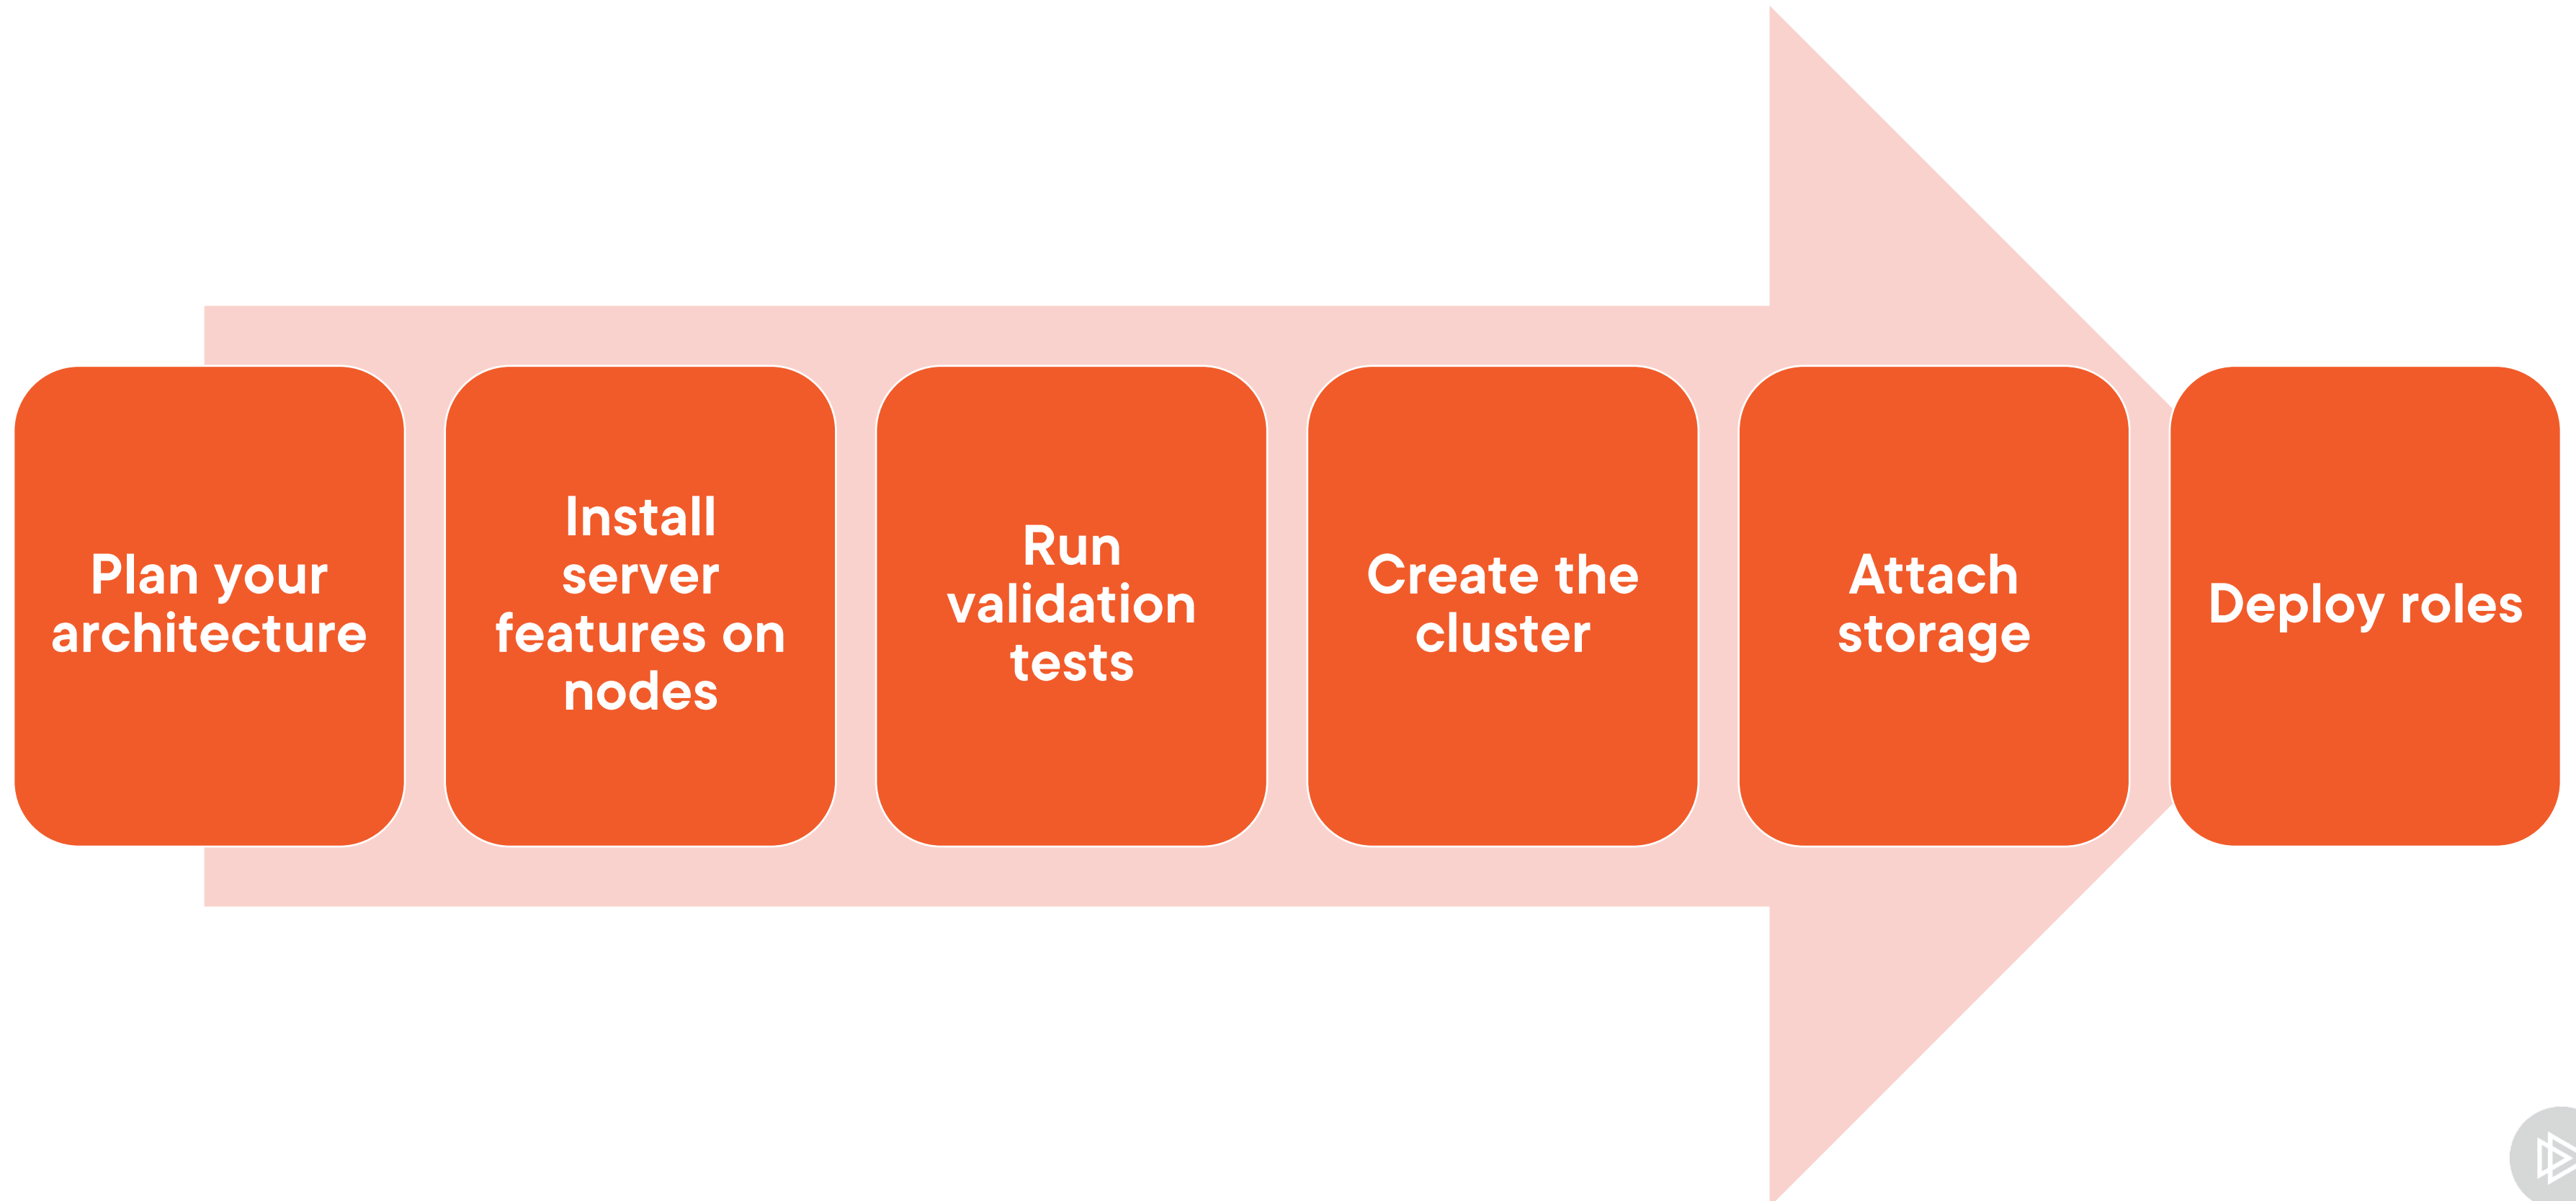 Plan your
architecture
Install
server
features on
nodes
Run
validation
tests
Create the
cluster
Attach
storage
Deploy roles